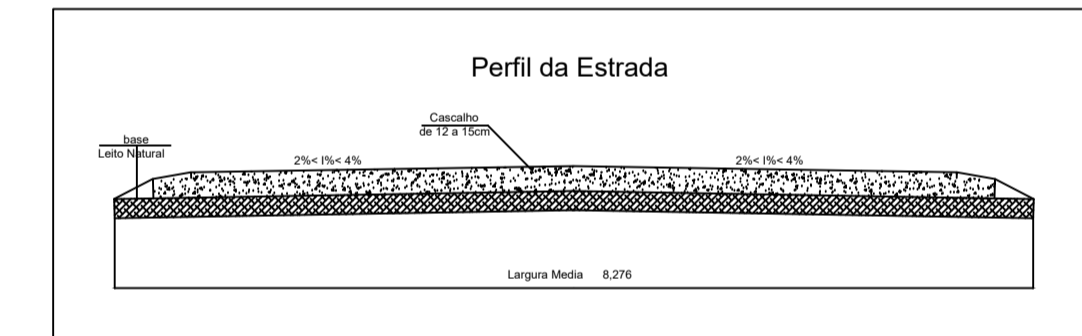 Perfil da Estrada
Cascalho
de 12 a 15cm
base
Leito Natural
2%< I%< 4%
2%< I%< 4%
Largura Media 8,276